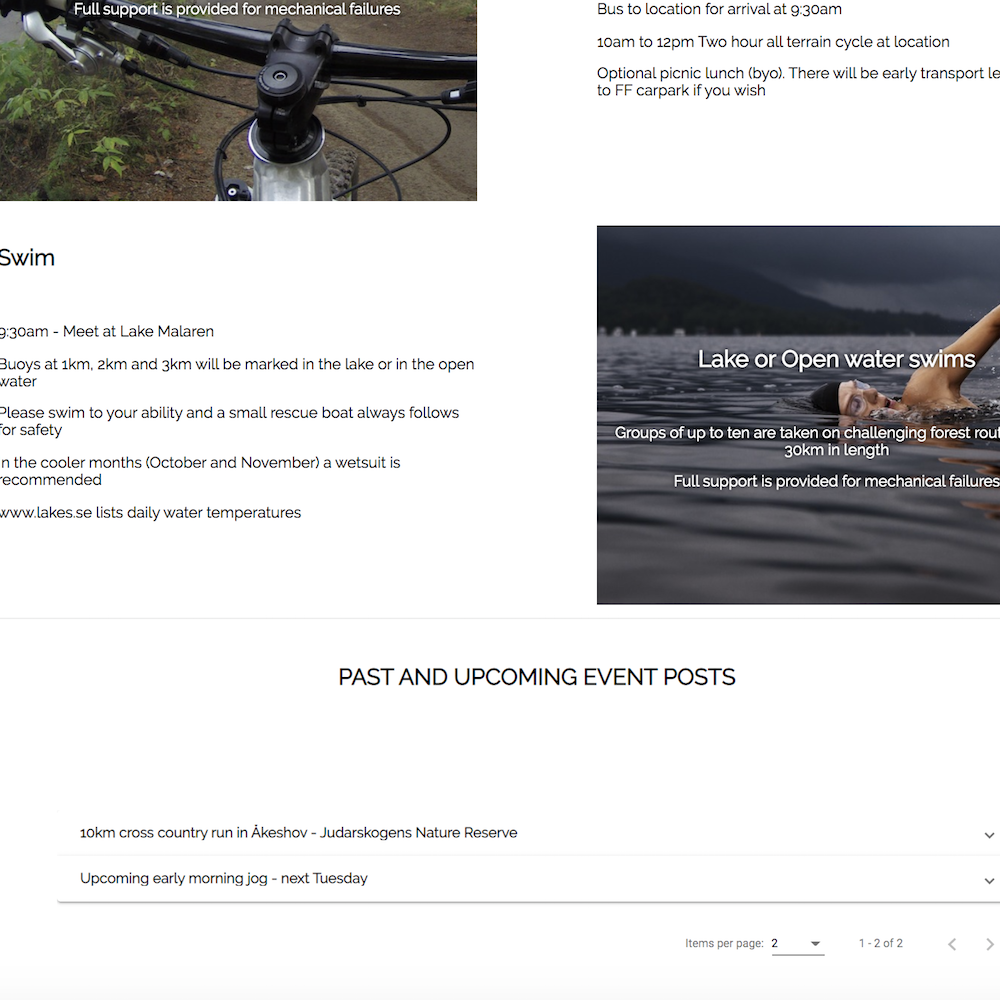 Full support is provided for mechanical failures
Bus to location for arrival at 9:30am
10am to 12pm Two hour all terrain cycle at location
Optional picnic lunch (byo). There will be early transport le
to FF carpark if you wish
Swim
9:30am - Meet at Lake Malaren
Buoys at 1km, 2km and 3km will be marked in the lake or in the open
water
Please swim to your ability and a small rescue boat always follows
for safety
In the cooler months (October and November) a wetsuit is
recommended
www.lakes.se lists daily water temperatures
Lake or Open water swims
Groups of up to ten are taken on challenging forest rout
30km in length
Full support is provided for mechanical failures
PAST AND UPCOMING EVENT POSTS
10km cross country run in Åkeshov - Judarskogens Nature Reserve
Upcoming early morning jog - next Tuesday
Items per page: 2 1 - 2 of 2